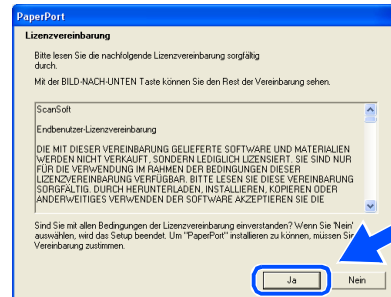 PaperPort
Lizenzvereinbarung
Bitte lesen Sie die nachfolgende Lizenzvereinbarung sorgfältig
durch.
Mit der BILD-NACH-UNTEN Taste können Sie den Rest der Vereinbarung sehen.
ScanSoft
Endbenutzer-Lizenzvereinbarung
DIE MIT DIESER VEREINBARUNG GELIEFERTE SOFTWARE UND MATERIALIEN
WERDEN NICHT VERKAUFT, SONDERN LEDIGLICH LIZENSIERT. SIE SIND NUR
FÜR DIE VERWENDUNG IM RAHMEN DER BEDINGUNGEN DIESER
LIZENZVEREINBARUNG VERFÜGBAR. BITTE LESEN SIE DIESE VEREINBARUNG
SORGFÄLTIG. DURCH HERUNTERLADEN, INSTALLIEREN, KOPIEREN ODER
ANDERWEITIGES VERWENDEN DER SOFTWARE AKZEPTIEREN SIE DIE
Sind Sie mit allen Bedingungen der Lizenzvereinbarung einverstanden? Wenn Sie 'Nein'
auswählen, wird das Setup beendet. Um "PaperPort" installieren zu können, müssen Sie
Vereinbarung zustimmen.
Ja
Nein